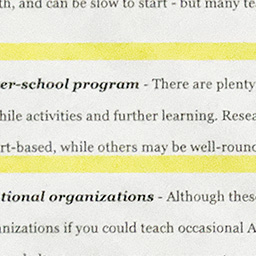 th, and can be slow to start - but many te
er-school program - There are plenty
hile activities and further learning. Resea
rt-based, while others may be well-round
tional organizations - Although thes
anizations if you could teach occasional A